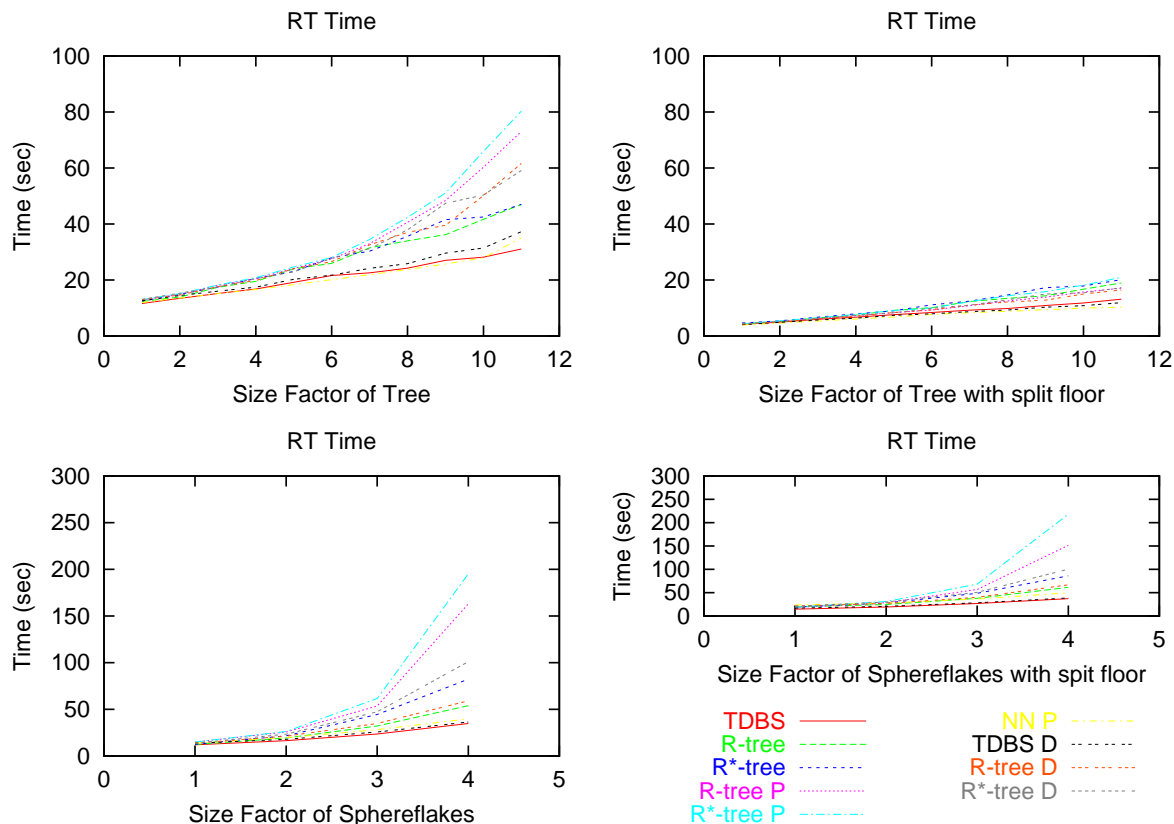 RT Time
100
80
60
40
20
0
Time (sec)
0 2 4 6 8 10 12
Size Factor of Tree
RT Time
100
80
60
40
20
0
Time (sec)
0 2 4 6 8 10 12
Size Factor of Tree with split floor
RT Time
300
250
200
150
100
50
0
Time (sec)
0 1 2 3 4 5
Size Factor of Sphereflakes
RT Time
300
250
200
150
100
50
0
Time (sec)
0 1 2 3 4 5
Size Factor of Sphereflakes with spit floor
TDBS
R-tree
R*-tree
R-tree P
R*-tree P
NN P
TDBS D
R-tree D
R*-tree D